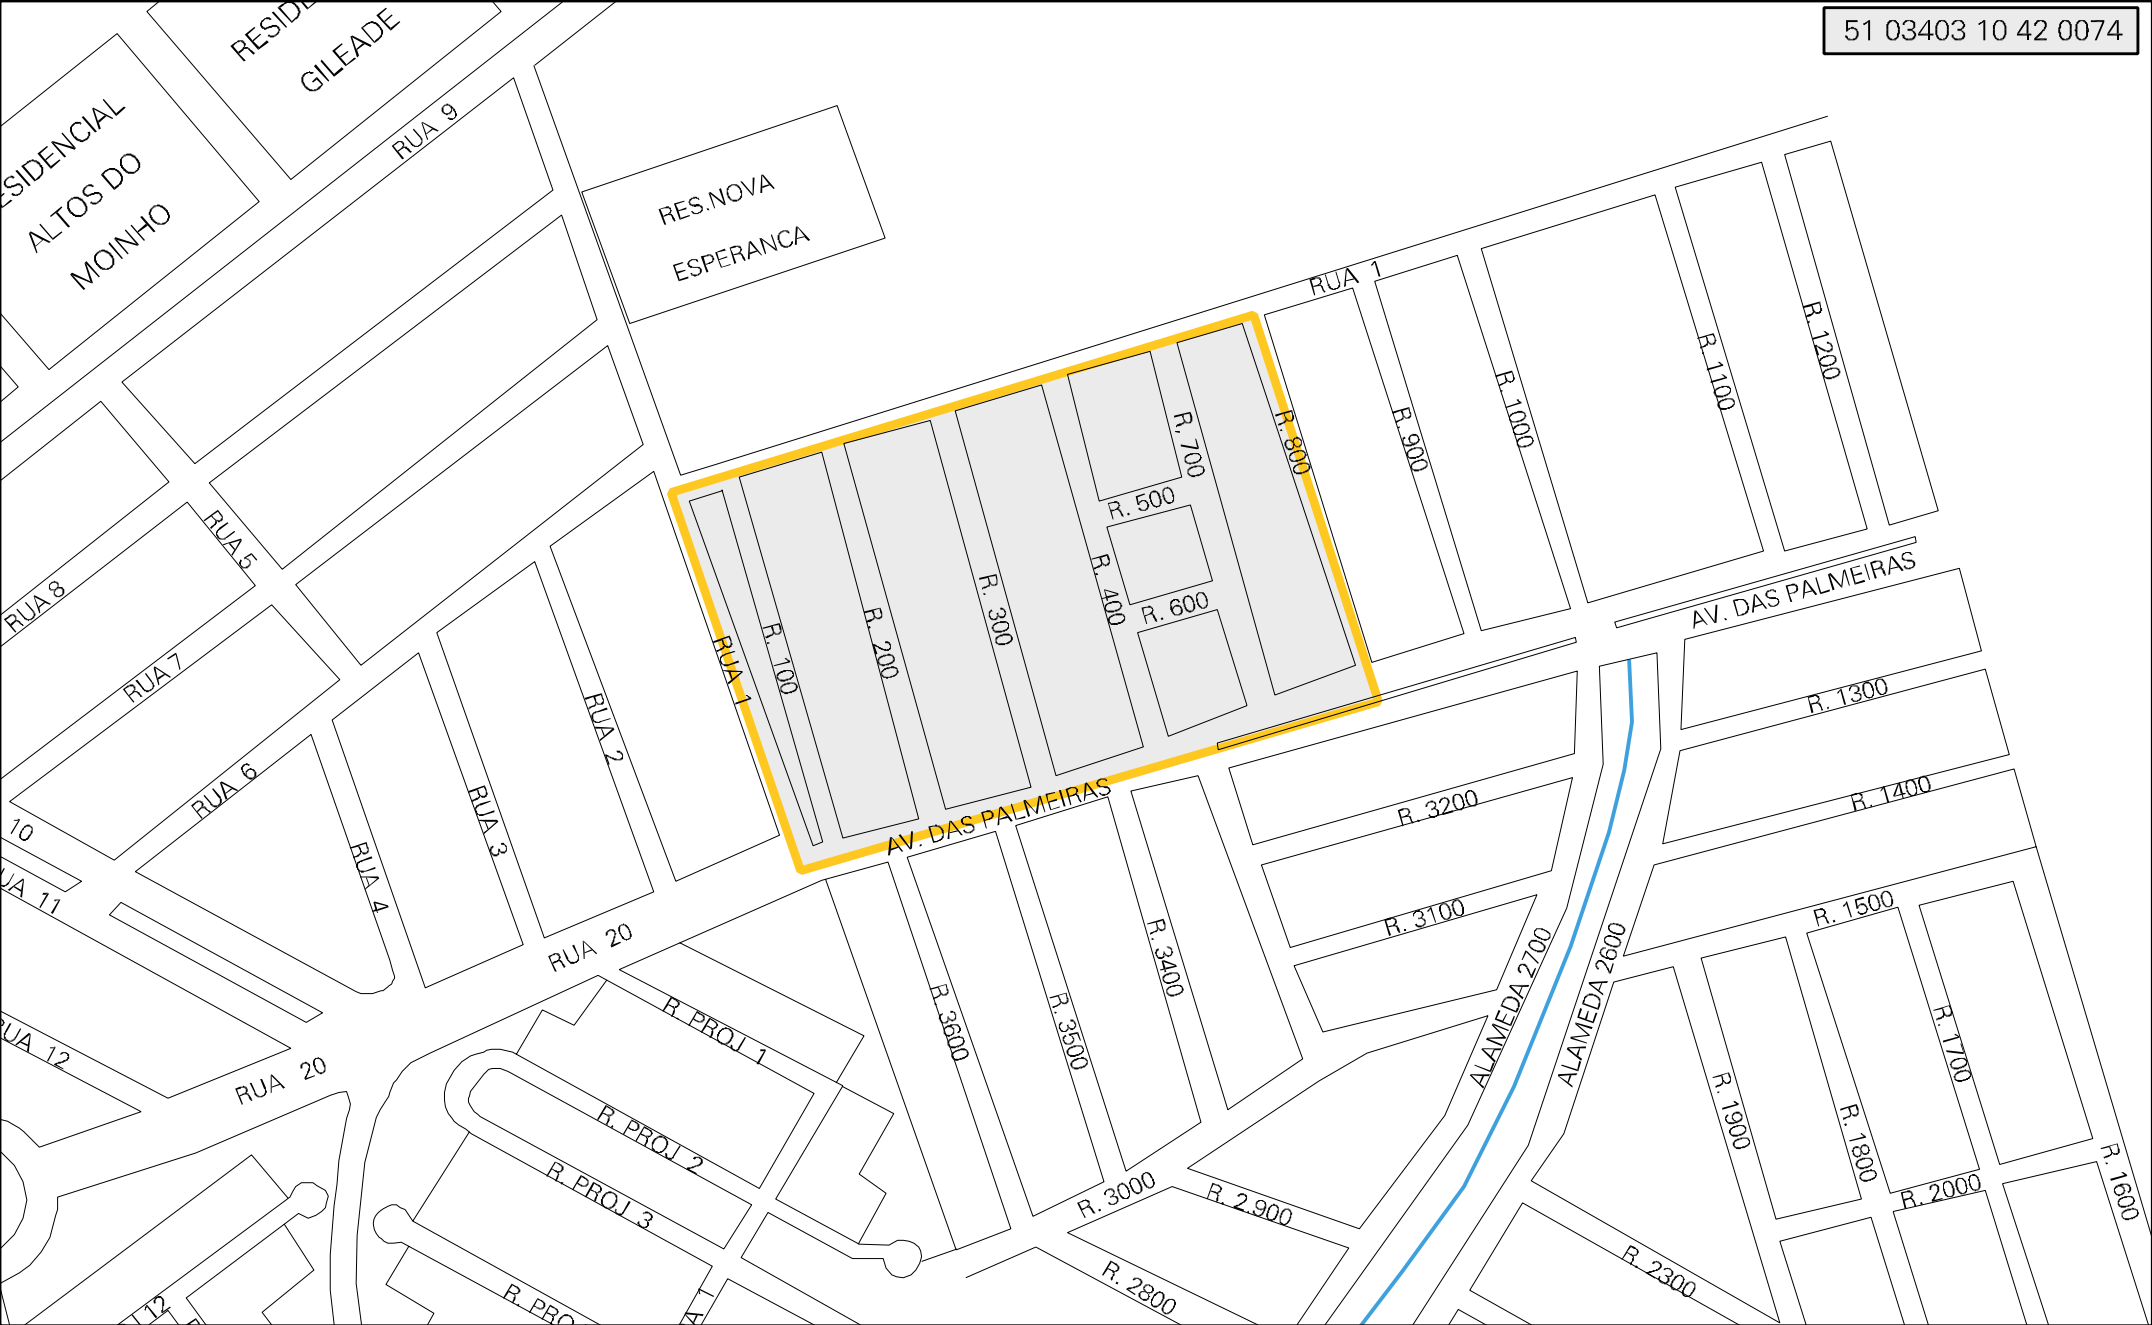 51 03403 10 42 0074
GILEADE
ALTOS DO
MOINHO
RUA 9
RES.NOVA
ESPERANCA
RUA 1
R. 1200
R. 1100
R. 1000
R. 900
R. 800
R. 700
R. 500
R. 400
R. 600
R. 300
R. 200
R. 100
RUA 1
RUA 5
RUA 8
RUA 7
RUA 6
RUA 2
RUA 3
RUA 4
10
11
12
RUA 20
RUA 20
AV. DAS PALMEIRAS
AV. DAS PALMEIRAS
R. 1300
R. 1400
R. 1500
R. 3200
R. 3100
R. 3400
R. 3500
R. 3600
R. PROJ 1
R. PROJ 2
R. PROJ 3
R. 3000
R. 2.900
R. 2800
ALAMEDA 2700
ALAMEDA 2600
R. 1900
R. 1800
R. 1700
R. 1600
R. 2000
R. 2300
12